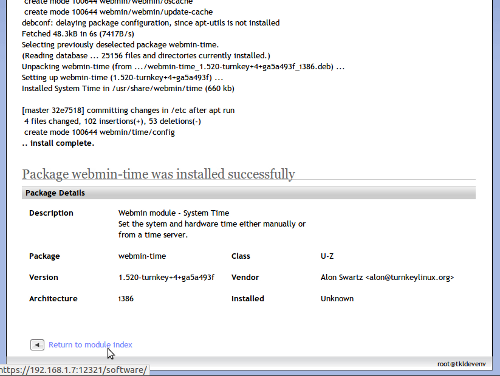 create mode 100644 webmin/webmin/oscache
create mode 100644 webmin/webmin/update-cache
debconf: delaying package configuration, since apt-utils is not installed
Fetched 48.3kB in 6s (7417B/s)
Selecting previously deselected package webmin-time.
(Reading database ... 25156 files and directories currently installed.)
Unpacking webmin-time (from .../webmin-time_1.520-turnkey+4+ga5a493f_i386.deb) ...
Setting up webmin-time (1.520-turnkey+4+ga5a493f) ...
Installed System Time in /usr/share/webmin/time (660 kb)
[master 32e7518] committing changes in /etc after apt run
4 files changed, 102 insertions(+), 53 deletions(-)
create mode 100644 webmin/time/config
.. install complete.
Package webmin-time was installed successfully
Package Details
Description Webmin module - System Time
Set the sytem and hardware time either manually or
from a time server.
Package webmin-time Class U-Z
Version 1.520-turnkey+4+ga5a493f Vendor Alon Swartz <alon@turnkeylinux.org>
Architecture i386 Installed Unknown
Return to module index
https://192.168.1.7:12321/software/ root@tkldevenv